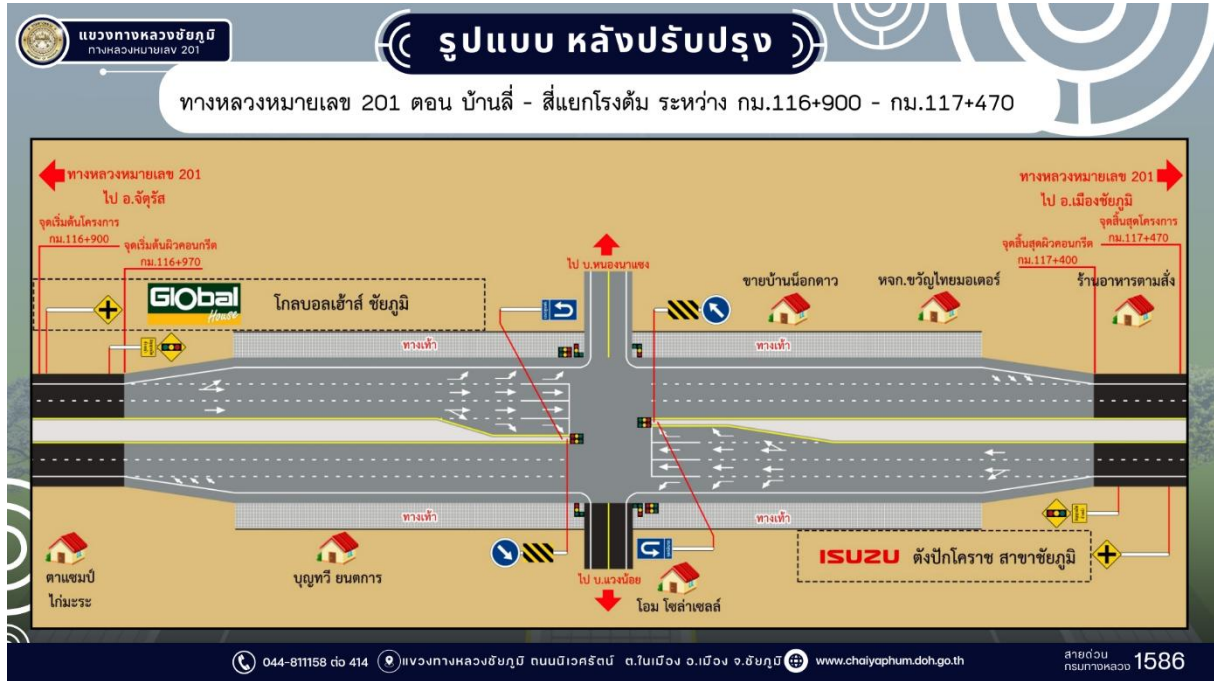 แขวงทางหลวงชัยภูมิ
ทางหลวงหมายเลข 201
รูปแบบ หลังปรับปรุง
ทางหลวงหมายเลข 201 ตอน บ้านลี่ - สี่แยกโรงต้ม ระหว่าง กม.116+900 - กม.117+470
ทางหลวงหมายเลข 201
ไป อ.จัตุรัส
ทางหลวงหมายเลข 201
ไป อ.เมืองชัยภูมิ
จุดเริ่มต้นโครงการ
กม.116+900
จุดเริ่มต้นผิวคอนกรีต
กม.116+970
ไป บ.หนองนาแซง
จุดสิ้นสุดโครงการ
กม.117+470
จุดสิ้นสุดผิวคอนกรีต
กม.117+400
Global
House
โกลบอลเฮ้าส์ ชัยภูมิ
ขายบ้านน็อกดาว
หจก.ขวัญไทยมอเตอร์
ร้านอาหารตามสั่ง
ทางเท้า
ทางเท้า
ทางเท้า
ทางเท้า
ตาแชมป์
ไก่มะระ
บุญทวี ยนตการ
ไป บ.แวงน้อย
โอม โซล่าเซลล์
ISUZU ตังปักโคราช สาขาชัยภูมิ
044-811158 ต่อ 414
แขวงทางหลวงชัยภูมิ ถนนนิเวศรัตน์ ต.ในเมือง อ.เมือง จ.ชัยภูมิ
www.chaiyaphum.doh.go.th
สายด่วน
กรมทางหลวง 1586